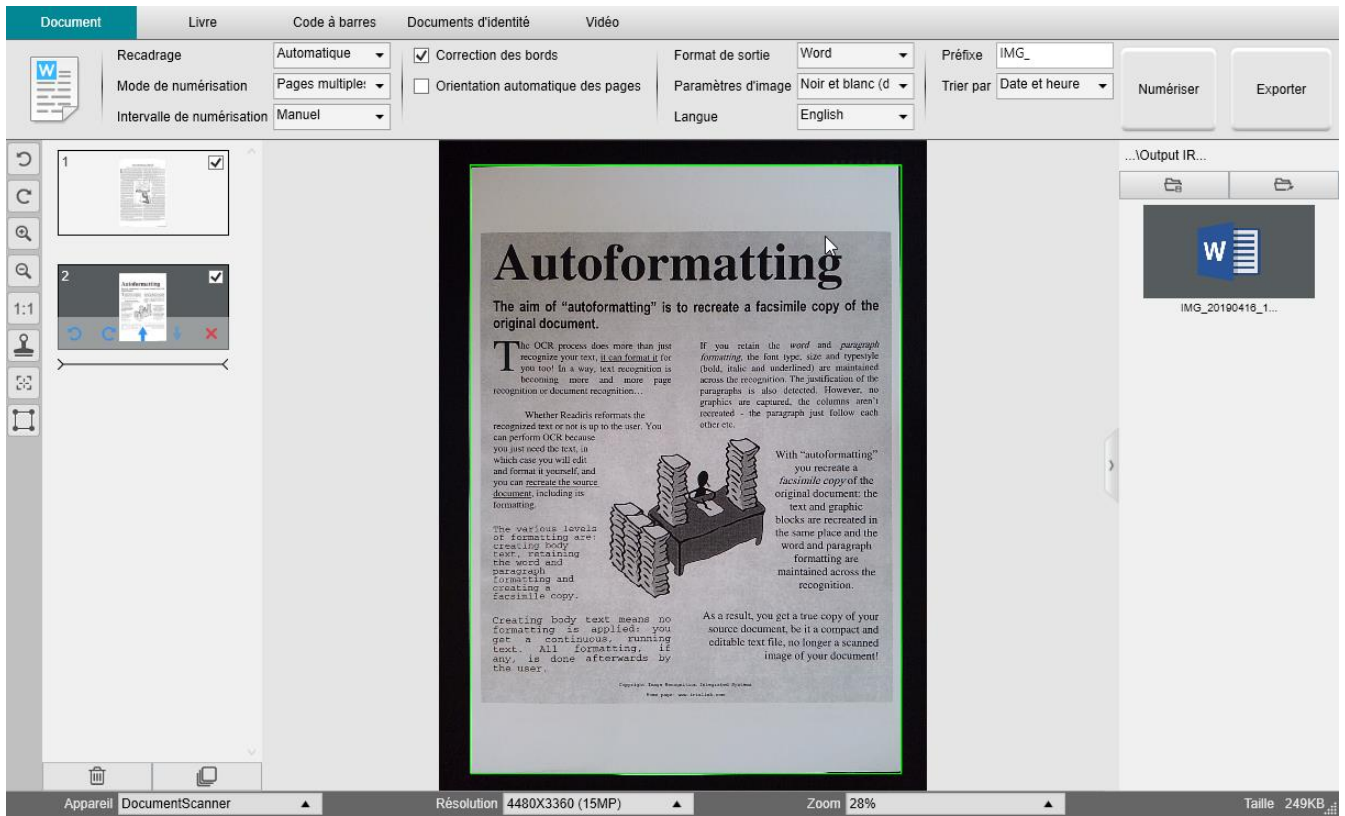 Document
Livre
Code à barres
Documents d'identité
Vidéo
Recadrage
Automatique
Mode de numérisation
Pages multiple:
Intervalle de numérisation
Manuel
Correction des bords
Orientation automatique des pages
Format de sortie
Word
Paramètres d'image
Noir et blanc (d
Langue
English
Préfixe
IMG_
Trier par
Date et heure
Numériser
Exporter
1
2
1:1
Autoformatting
The aim of “autoformatting” is to recreate a facsimile copy of the
original document.
The OCR process does more than just
recognize your text, it can format it for
you too! In a way, text recognition is
becoming more and more page
recognition or document recognition…
Whether Readiris reformats the
recognized text or not is up to the user. You
can perform OCR because
you just need the text, in
which case you will edit
and format it yourself, and
you can recreate the source
document, including its
formatting.
The various levels
of formatting are:
creating body
text, retaining
the word and
paragraph
formatting and
creating a
facsimile copy.
Creating body text means no
formatting is applied: you
get a continuous, running
text. All formatting, if
any, is done afterwards by
the user.
If you retain the word and paragraph
formatting, the font type, size and typestyle
(bold, italic and underlined) are maintained
across the recognition. The justification of the
paragraphs is also detected. However, no
graphics are captured, the columns aren't
recreated - the paragraph just follow each
other etc.
With “autoformatting”
you recreate a
facsimile copy of the
original document: the
text and graphic
blocks are recreated in
the same place and the
word and paragraph
formatting are
maintained across the
recognition.
As a result, you get a true copy of your
source document, be it a compact and
editable text file, no longer a scanned
image of your document!
Copyright Image Recognition Integrated Systems
Home page: www.irislink.com
...\Output IR...
W
IMG_20190416_1...
Appareil
DocumentScanner
Résolution
4480X3360 (15MP)
Zoom
28%
Taille 249KB